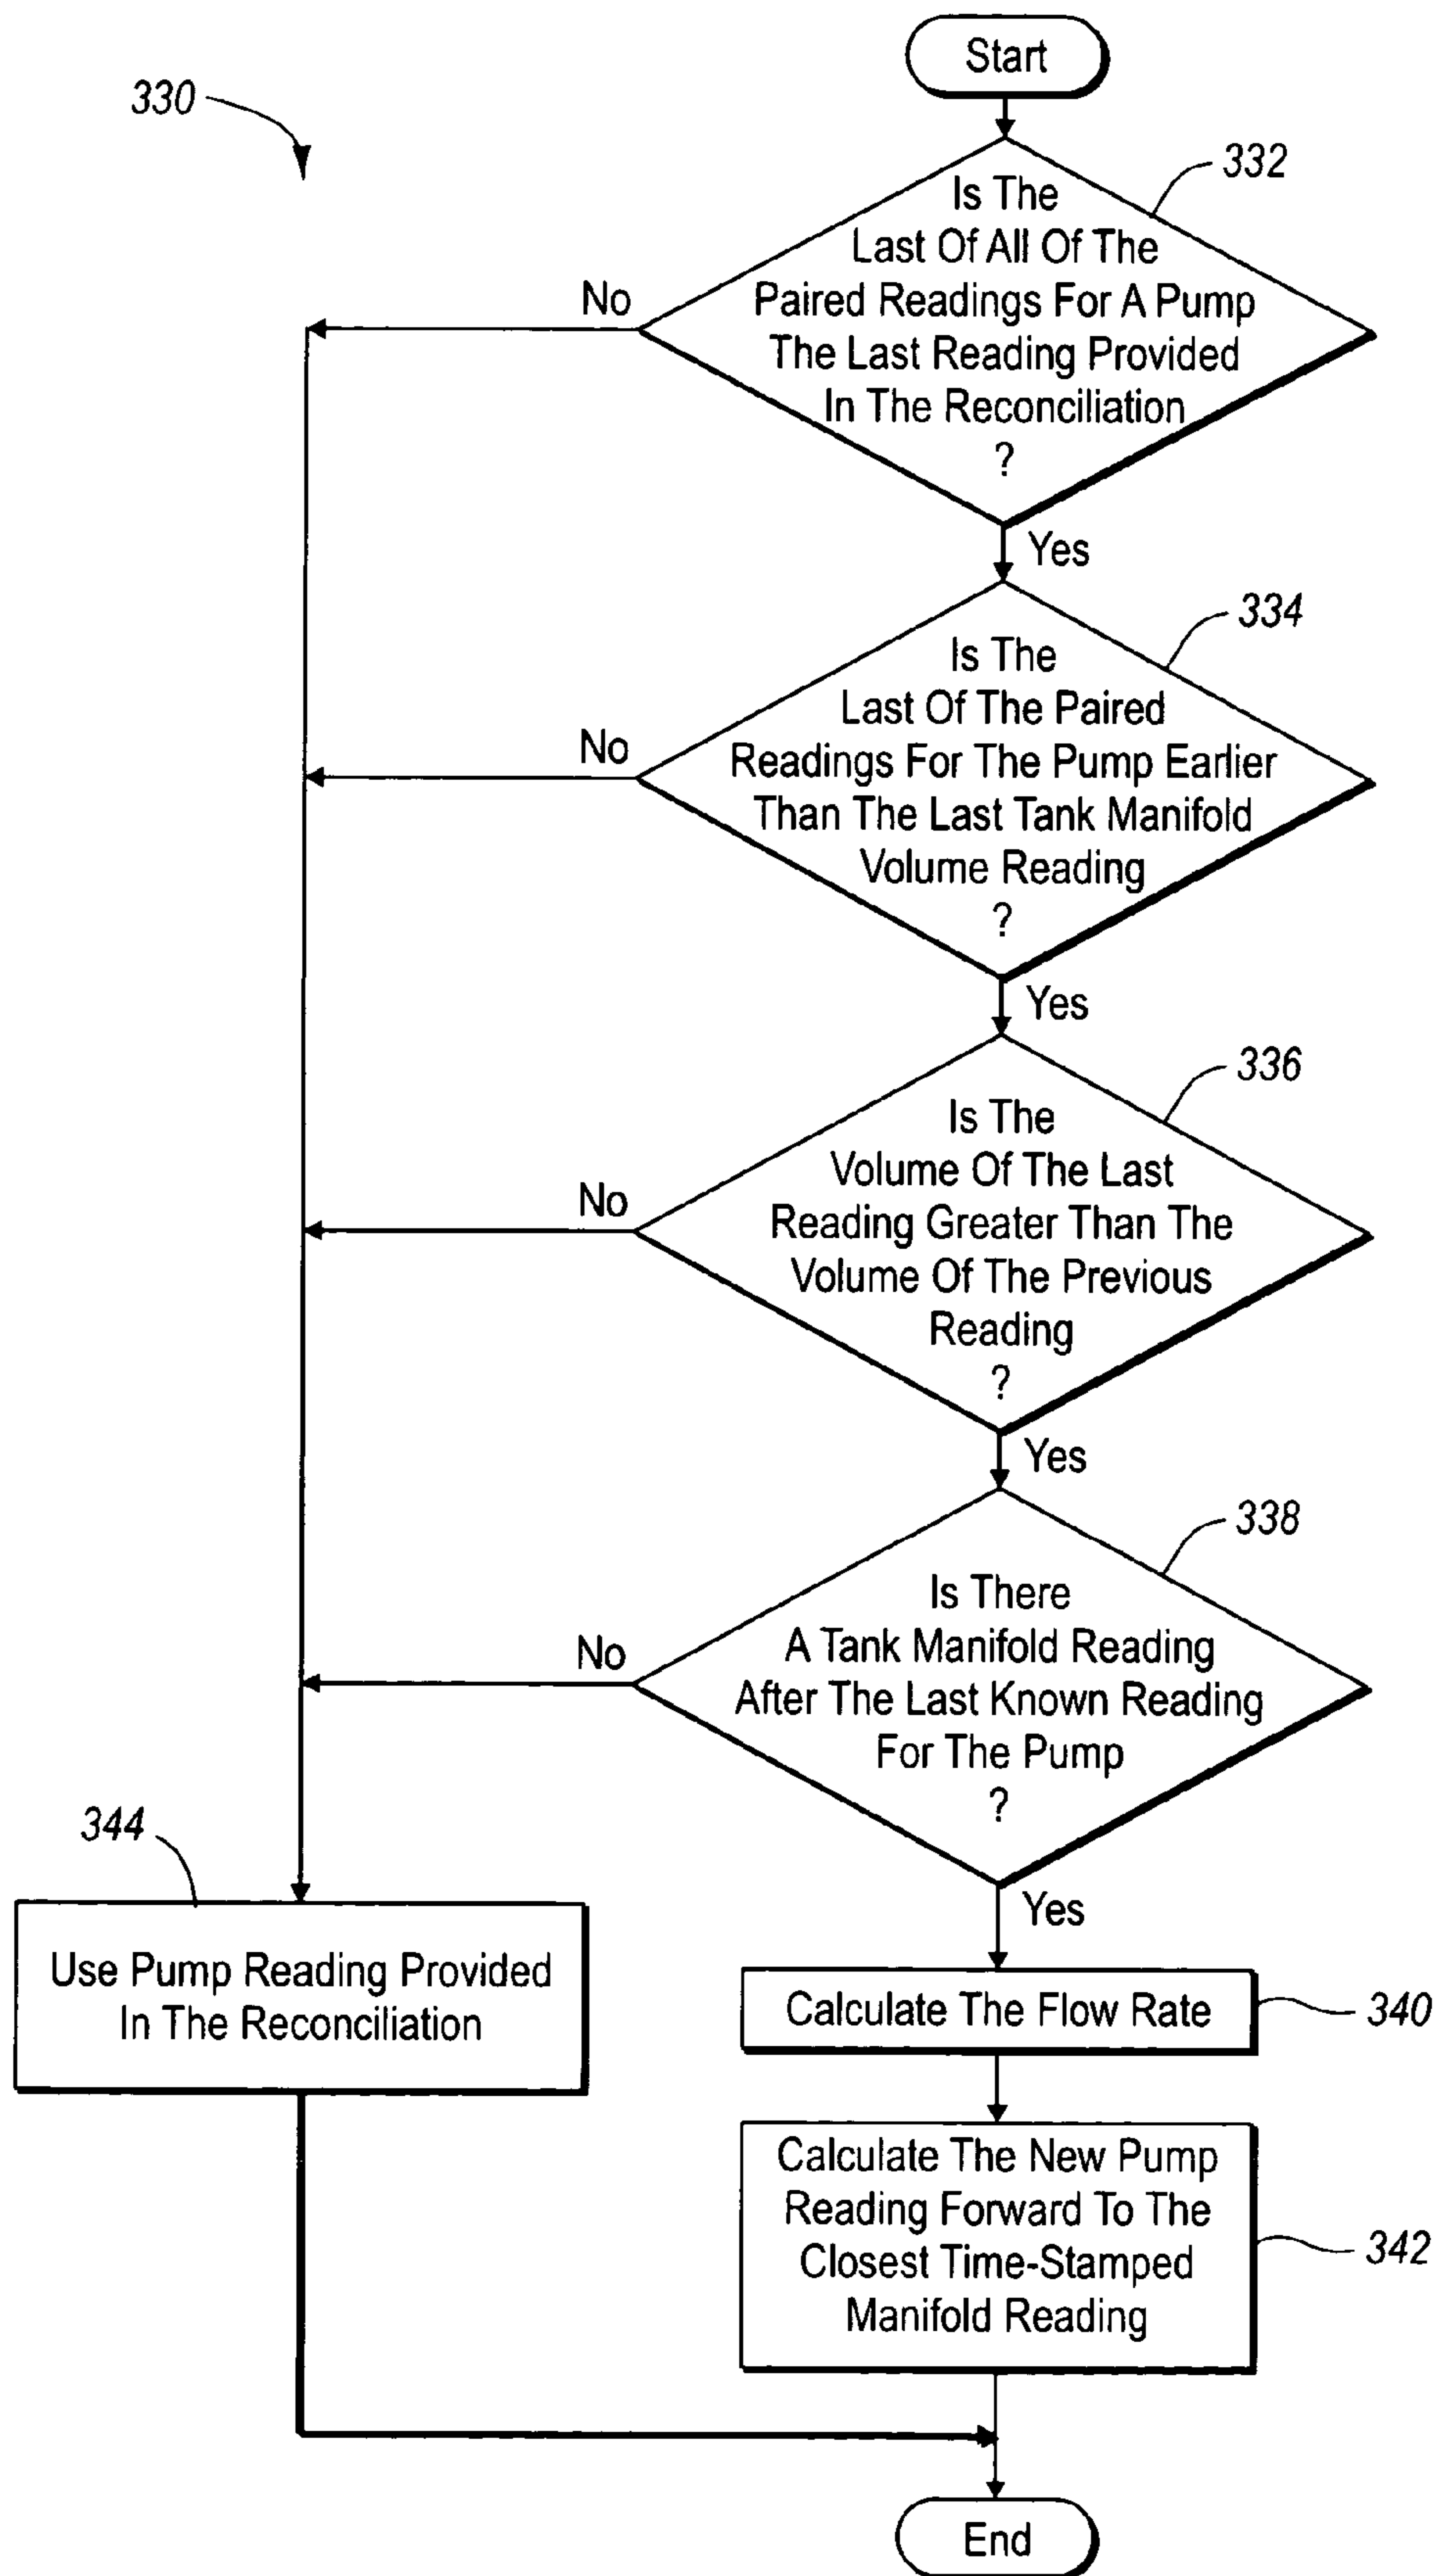 Start
330
332
Is The
Last Of All Of The
Paired Readings For A Pump
The Last Reading Provided
In The Reconciliation
?
No
Yes
334
Is The
Last Of The Paired
Readings For The Pump Earlier
Than The Last Tank Manifold
Volume Reading
?
No
Yes
336
Is The
Volume Of The Last
Reading Greater Than The
Volume Of The Previous
Reading
?
No
Yes
338
Is There
A Tank Manifold Reading
After The Last Known Reading
For The Pump
?
No
Yes
344
Use Pump Reading Provided
In The Reconciliation
Calculate The Flow Rate
340
Calculate The New Pump
Reading Forward To The
Closest Time-Stamped
Manifold Reading
342
End